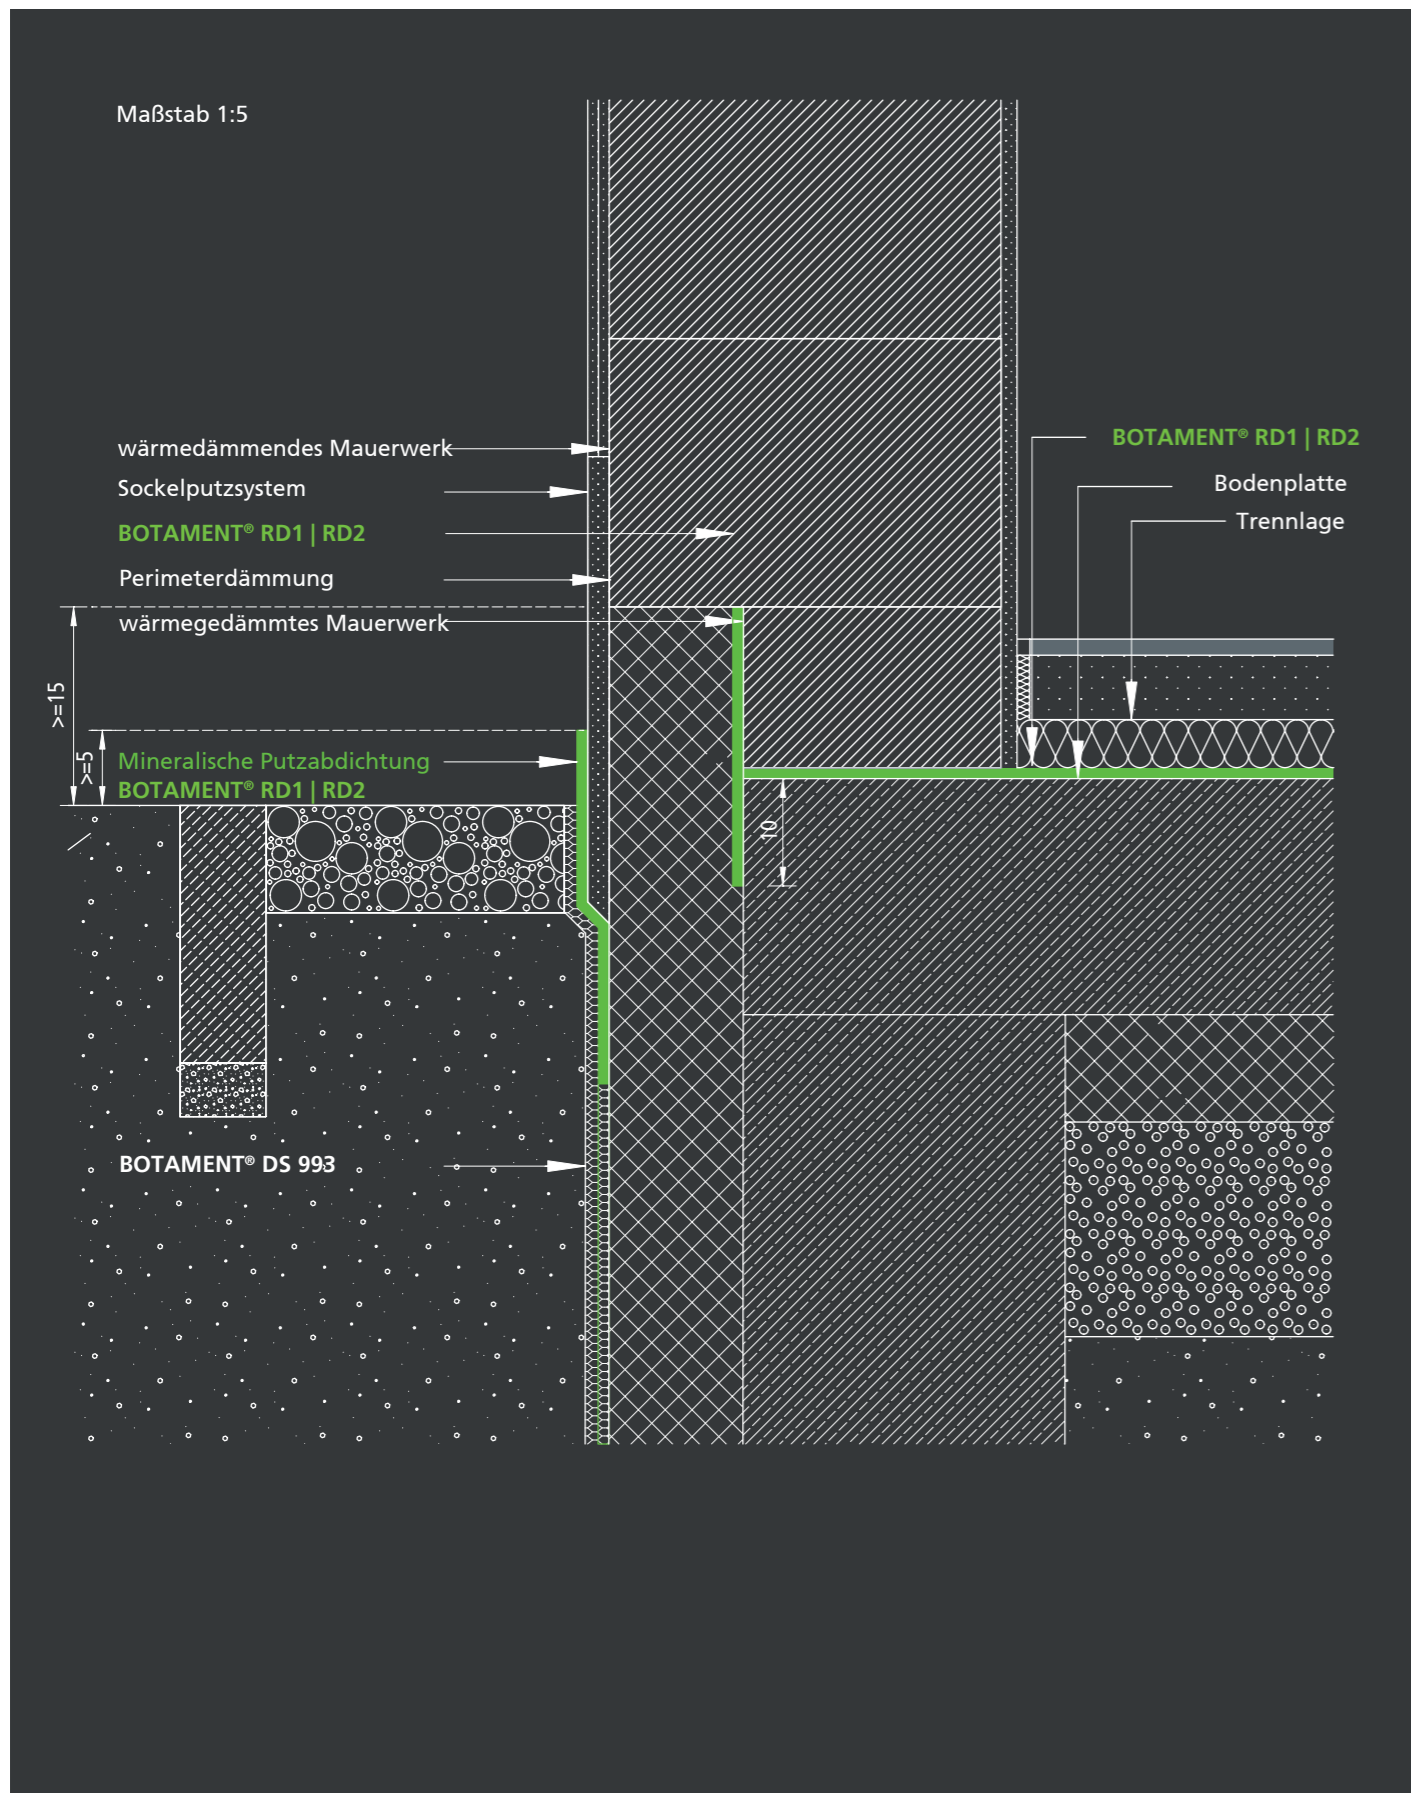 Maßstab 1:5
wärmedämmendes Mauerwerk
Sockelputzsystem
BOTAMENT® RD1 | RD2
Perimeterdämmung
wärmegedämmtes Mauerwerk
>=15
>=5
Mineralische Putzabdichtung
BOTAMENT® RD1 | RD2
BOTAMENT® DS 993
10
BOTAMENT® RD1 | RD2
Bodenplatte
Trennlage